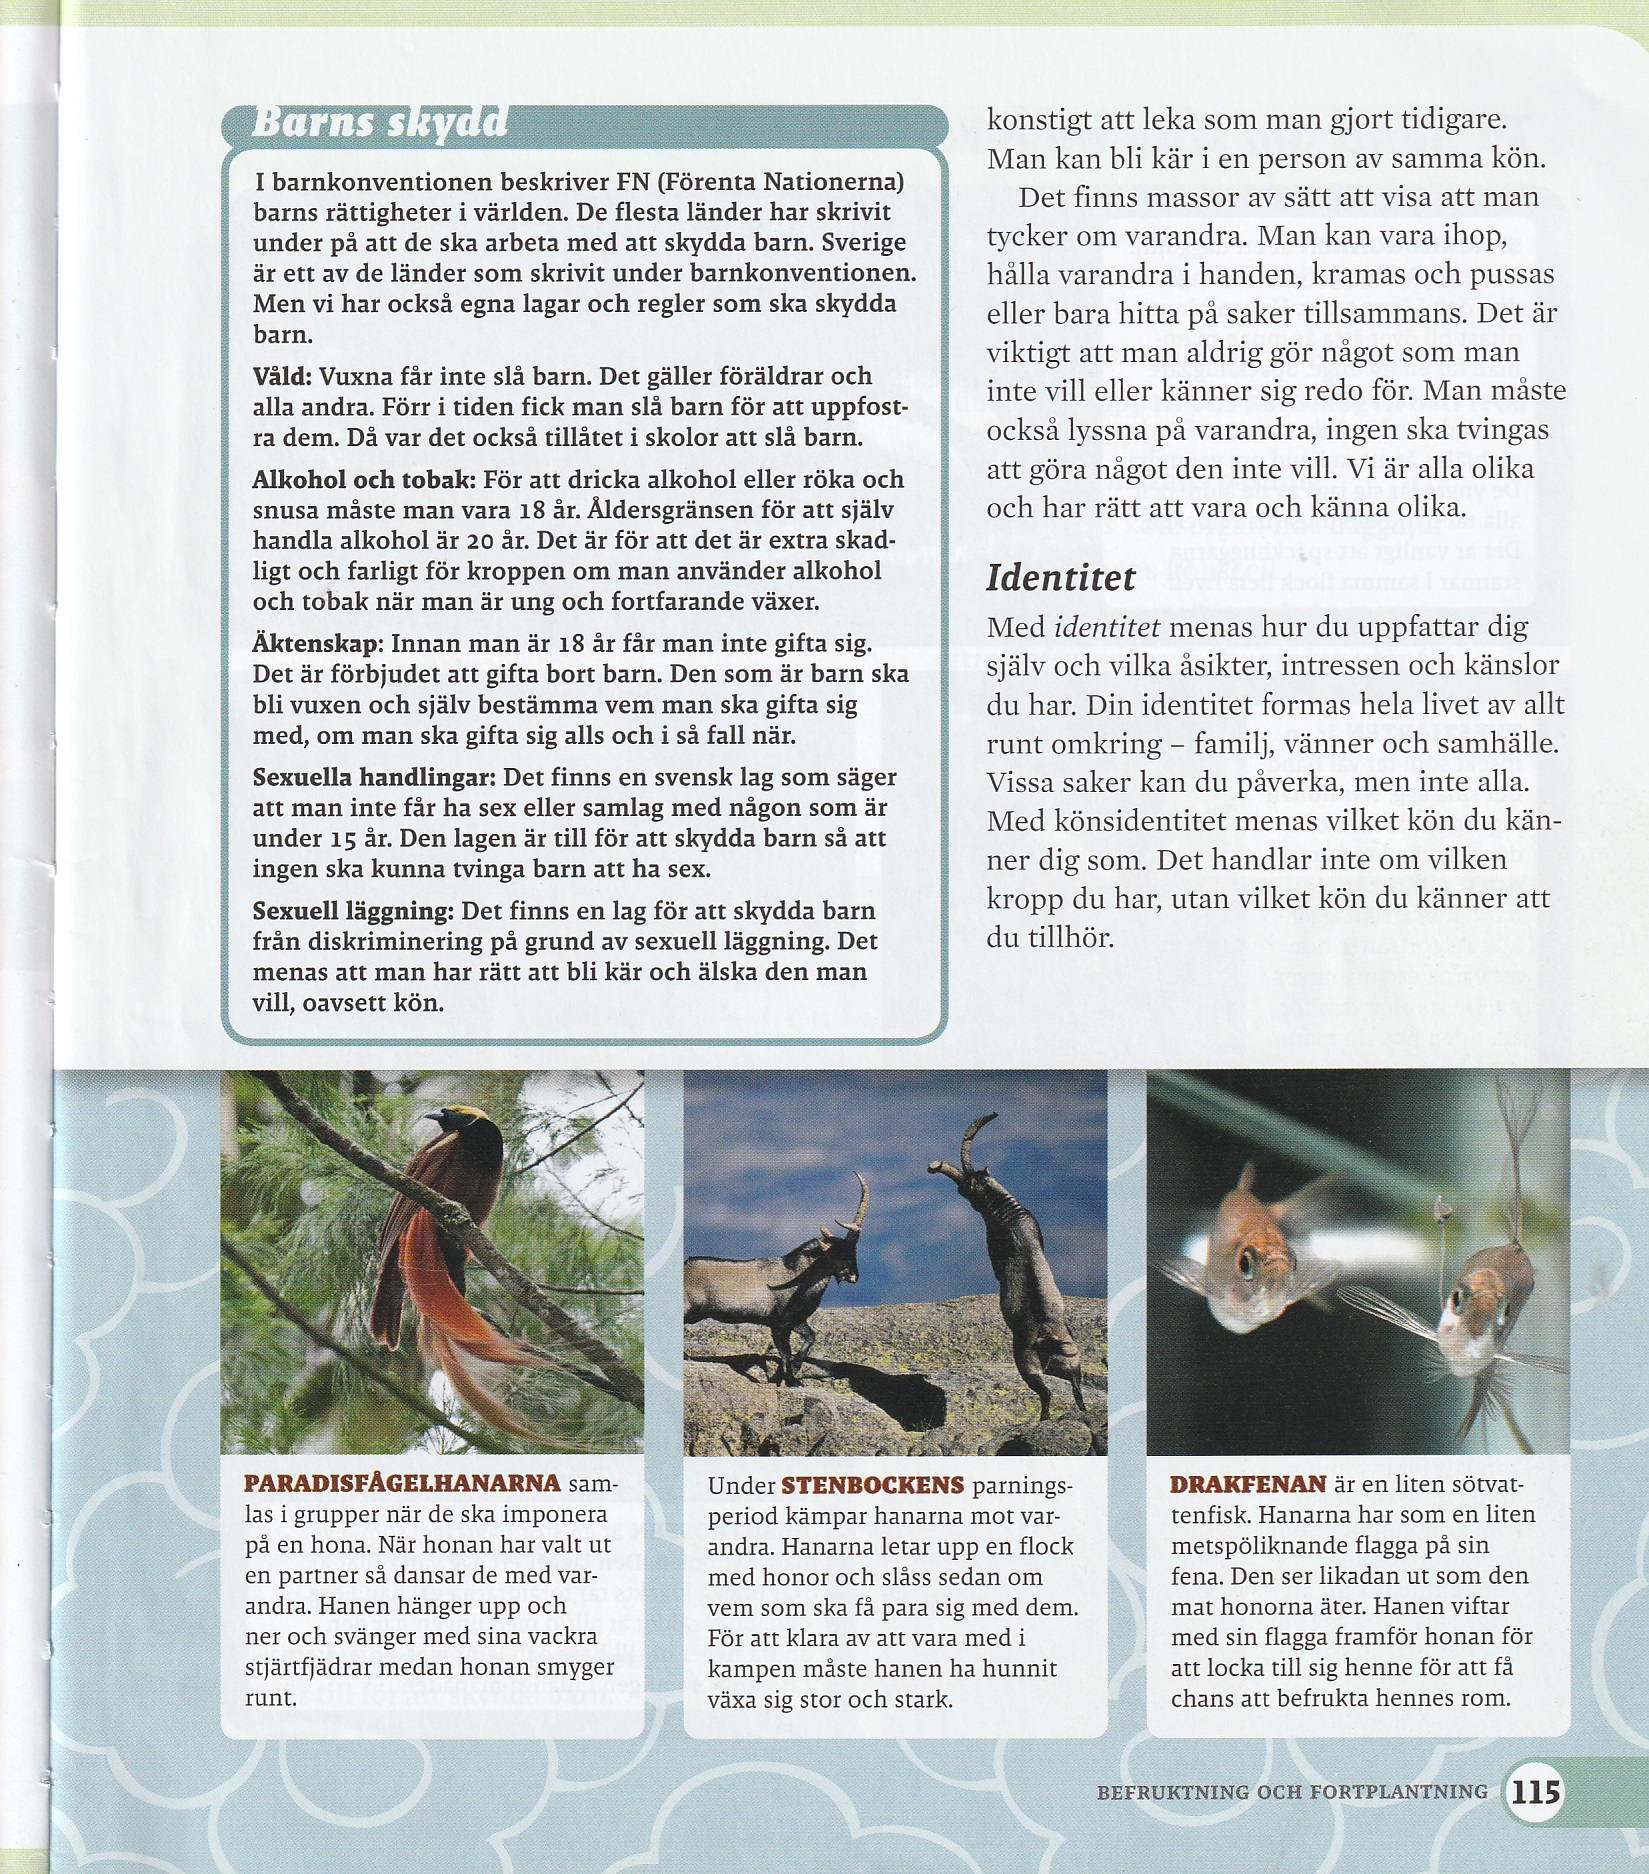 Barns skydd
I barnkonventionen beskriver FN (Förenta Nationerna)
barns rättigheter i världen. De flesta länder har skrivit
under på att de ska arbeta med att skydda barn. Sverige
är ett av de länder som skrivit under barnkonventionen.
Men vi har också egna lagar och regler som ska skydda
barn.
Våld: Vuxna får inte slå barn. Det gäller föräldrar och
alla andra. Förr i tiden fick man slå barn för att uppfost-
ra dem. Då var det också tillåtet i skolor att slå barn.
Alkohol och tobak: För att dricka alkohol eller röka och
snusa måste man vara 18 år. Åldersgränsen för att själv
handla alkohol är 20 år. Det är för att det är extra skad-
ligt och farligt för kroppen om man använder alkohol
och tobak när man är ung och fortfarande växer.
Äktenskap: Innan man är 18 år får man inte gifta sig.
Det är förbjudet att gifta bort barn. Den som är barn ska
bli vuxen och själv bestämma vem man ska gifta sig
med, om man ska gifta sig alls och i så fall när.
Sexuella handlingar: Det finns en svensk lag som säger
att man inte får ha sex eller samlag med någon som är
under 15 år. Den lagen är till för att skydda barn så att
ingen ska kunna tvinga barn att ha sex.
Sexuell läggning: Det finns en lag för att skydda barn
från diskriminering på grund av sexuell läggning. Det
menas att man har rätt att bli kär och älska den man
vill, oavsett kön.
konstigt att leka som man gjort tidigare.
Man kan bli kär i en person av samma kön.
Det finns massor av sätt att visa att man
tycker om varandra. Man kan vara ihop,
hålla varandra i handen, kramas och pussas
eller bara hitta på saker tillsammans. Det är
viktigt att man aldrig gör något som man
inte vill eller känner sig redo för. Man måste
också lyssna på varandra, ingen ska tvingas
att göra något den inte vill. Vi är alla olika
och har rätt att vara och känna olika.
Identitet
Med identitet menas hur du uppfattar dig
själv och vilka åsikter, intressen och känslor
du har. Din identitet formas hela livet av allt
runt omkring – familj, vänner och samhälle.
Vissa saker kan du påverka, men inte alla.
Med könsidentitet menas vilket kön du kän-
ner dig som. Det handlar inte om vilken
kropp du har, utan vilket kön du känner att
du tillhör.
PARADISFÅGELHANARNA sam-
las i grupper när de ska imponera
på en hona. När honan har valt ut
en partner så dansar de med var-
andra. Hanen hänger upp och
ner och svänger med sina vackra
stjärtfjädrar medan honan smyger
runt.
Under STENBOCKENS parnings-
period kämpar hanarna mot var-
andra. Hanarna letar upp en flock
med honor och slåss sedan om
vem som ska få para sig med dem.
För att klara av att vara med i
kampen måste hanen ha hunnit
växa sig stor och stark.
DRAKFENAN är en liten sötvat-
tenfisk. Hanarna har som en liten
metspöliknande flagga på sin
fena. Den ser likadan ut som den
mat honorna äter. Hanen viftar
med sin flagga framför honan för
att locka till sig henne för att få
chans att befrukta hennes rom.
BEFRUKTNING OCH FORTPLANTNING 115